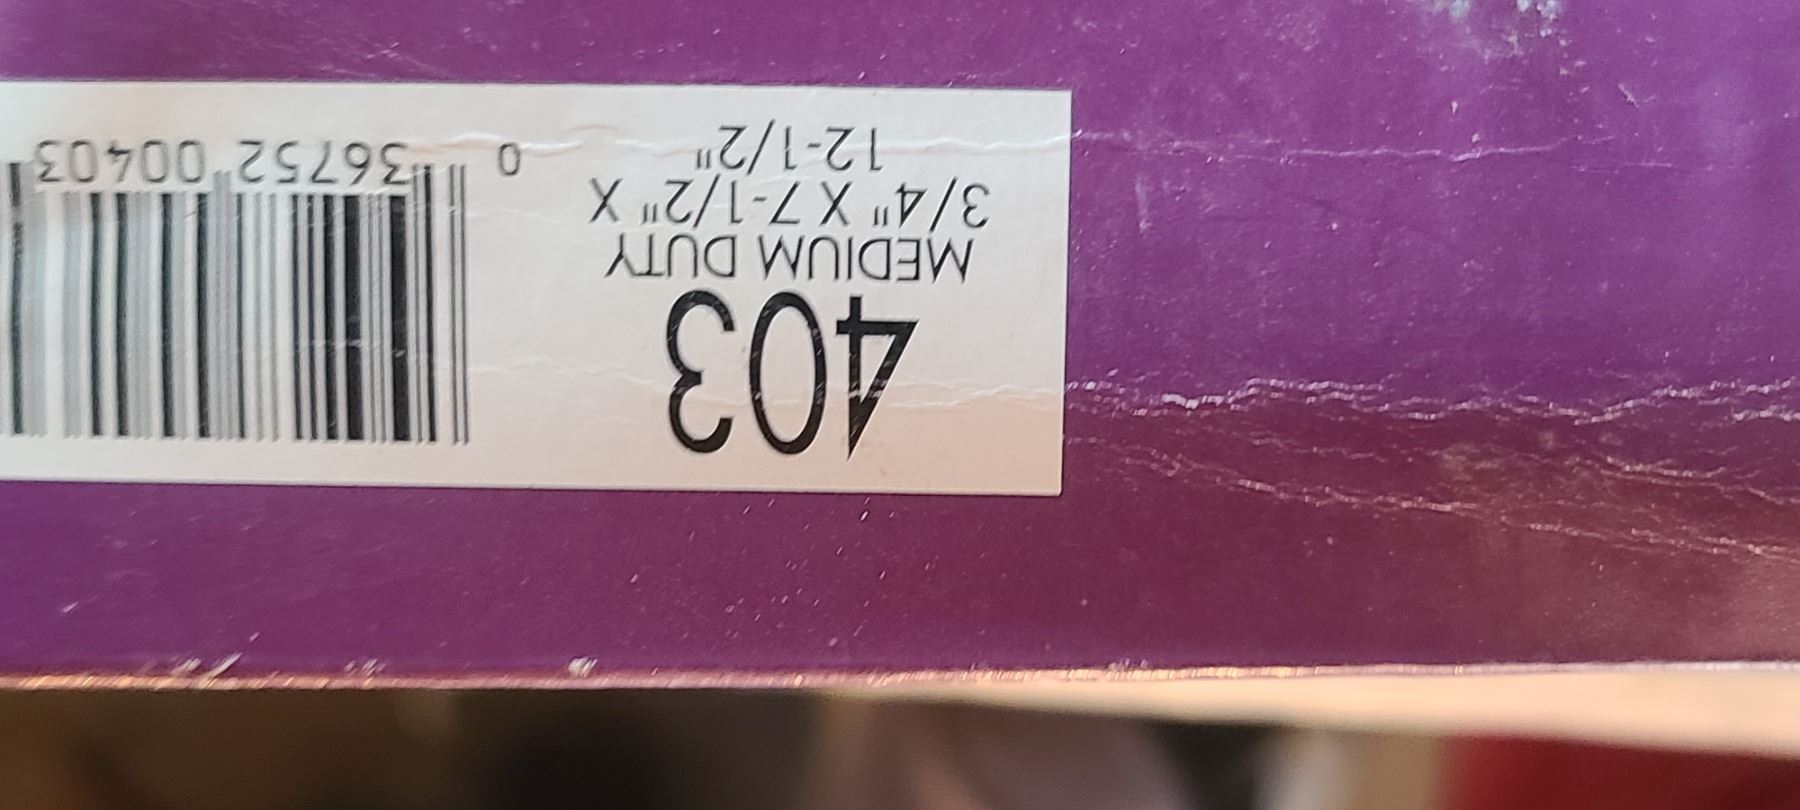 403
MEDIUM DUTY
3/4" X 7-1/2" X
12-1/2"
0 36752 00403